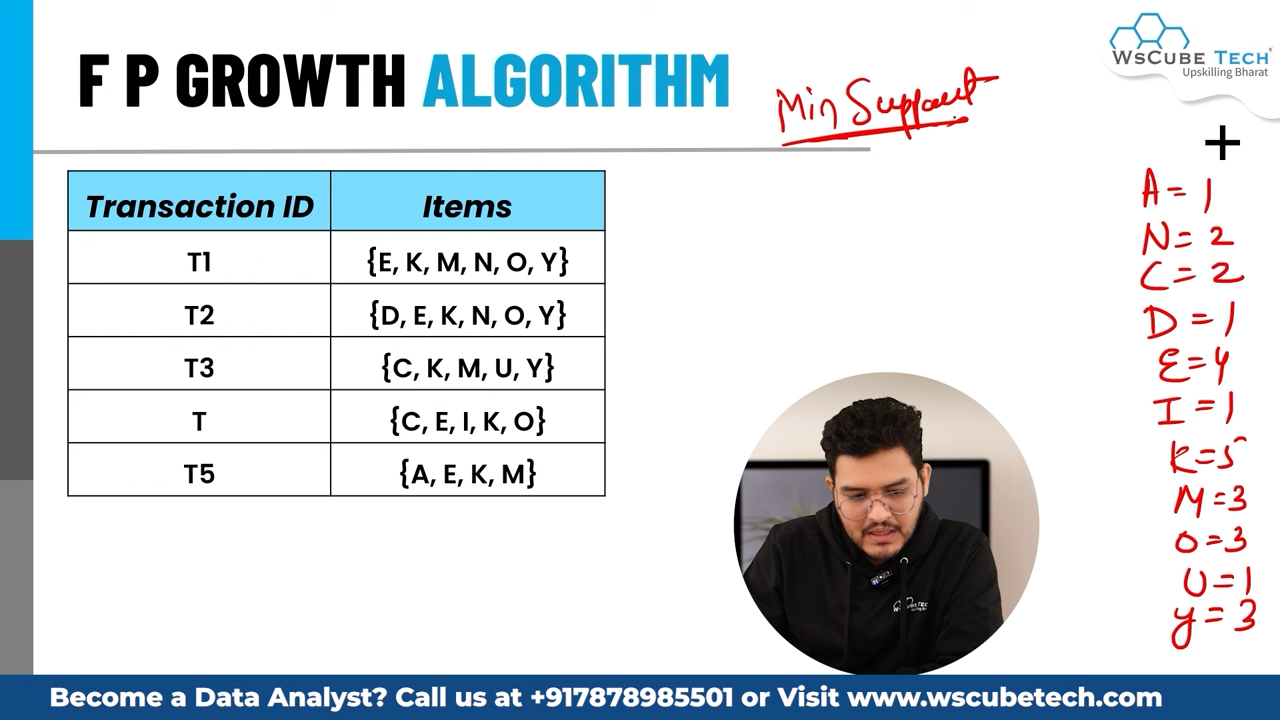 F P GROWTH ALGORITHM
WSCUBE TECH
Upskilling Bharat
Min Support
Transaction ID Items
T1 {E, K, M, N, O, Y}
T2 {D, E, K, N, O, Y}
T3 {C, K, M, U, Y}
T {C, E, I, K, O}
T5 {A, E, K, M}
+
A = 1
N = 2
C = 2
D = 1
E = 4
I = 1
K = 5
M = 3
O = 3
U = 1
y = 3
Become a Data Analyst? Call us at +917878985501 or Visit www.wscubetech.com